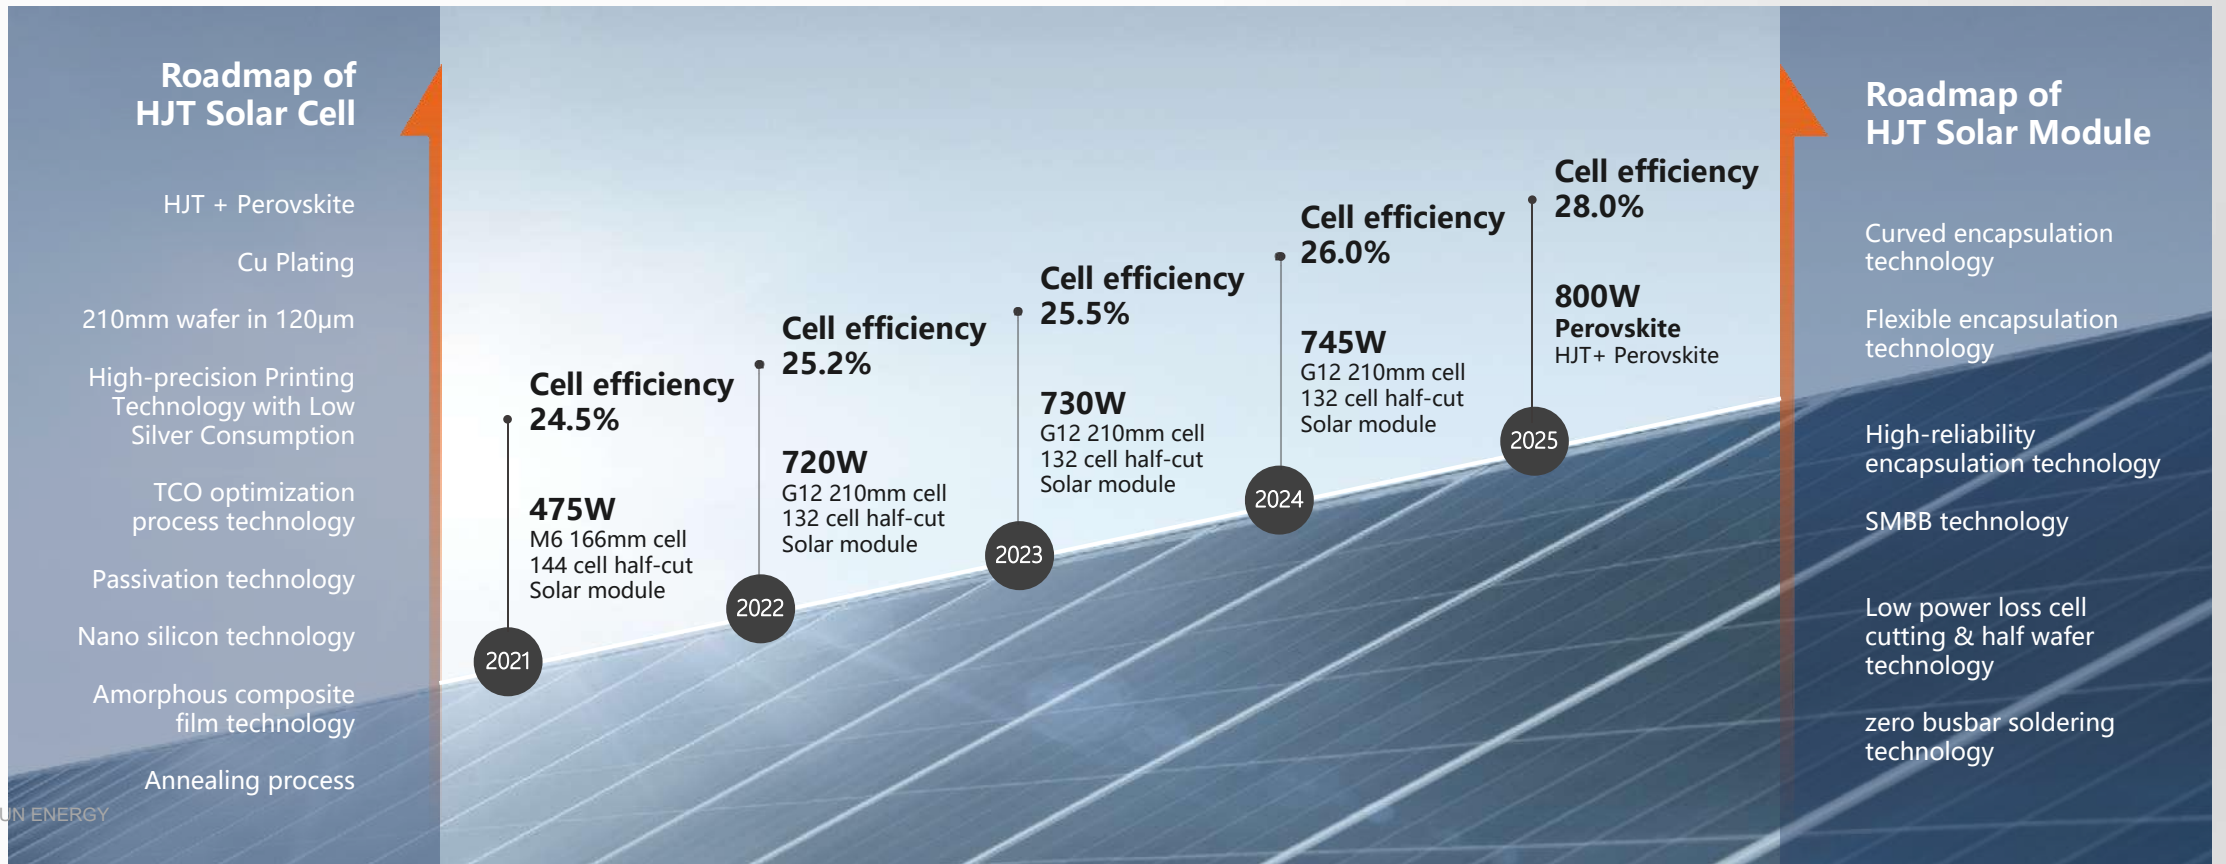 Roadmap of
HJT Solar Cell
HJT + Perovskite
Cu Plating
210mm wafer in 120μm
High-precision Printing
Technology with Low
Silver Consumption
TCO optimization
process technology
Passivation technology
Nano silicon technology
Amorphous composite
film technology
Annealing process
UN ENERGY
Cell efficiency
24.5%
475W
M6 166mm cell
144 cell half-cut
Solar module
2021
Cell efficiency
25.2%
720W
G12 210mm cell
132 cell half-cut
Solar module
2022
Cell efficiency
25.5%
730W
G12 210mm cell
132 cell half-cut
Solar module
2023
Cell efficiency
26.0%
745W
G12 210mm cell
132 cell half-cut
Solar module
2024
Cell efficiency
28.0%
800W
Perovskite
HJT+ Perovskite
2025
Roadmap of
HJT Solar Module
Curved encapsulation
technology
Flexible encapsulation
technology
High-reliability
encapsulation technology
SMBB technology
Low power loss cell
cutting & half wafer
technology
zero busbar soldering
technology